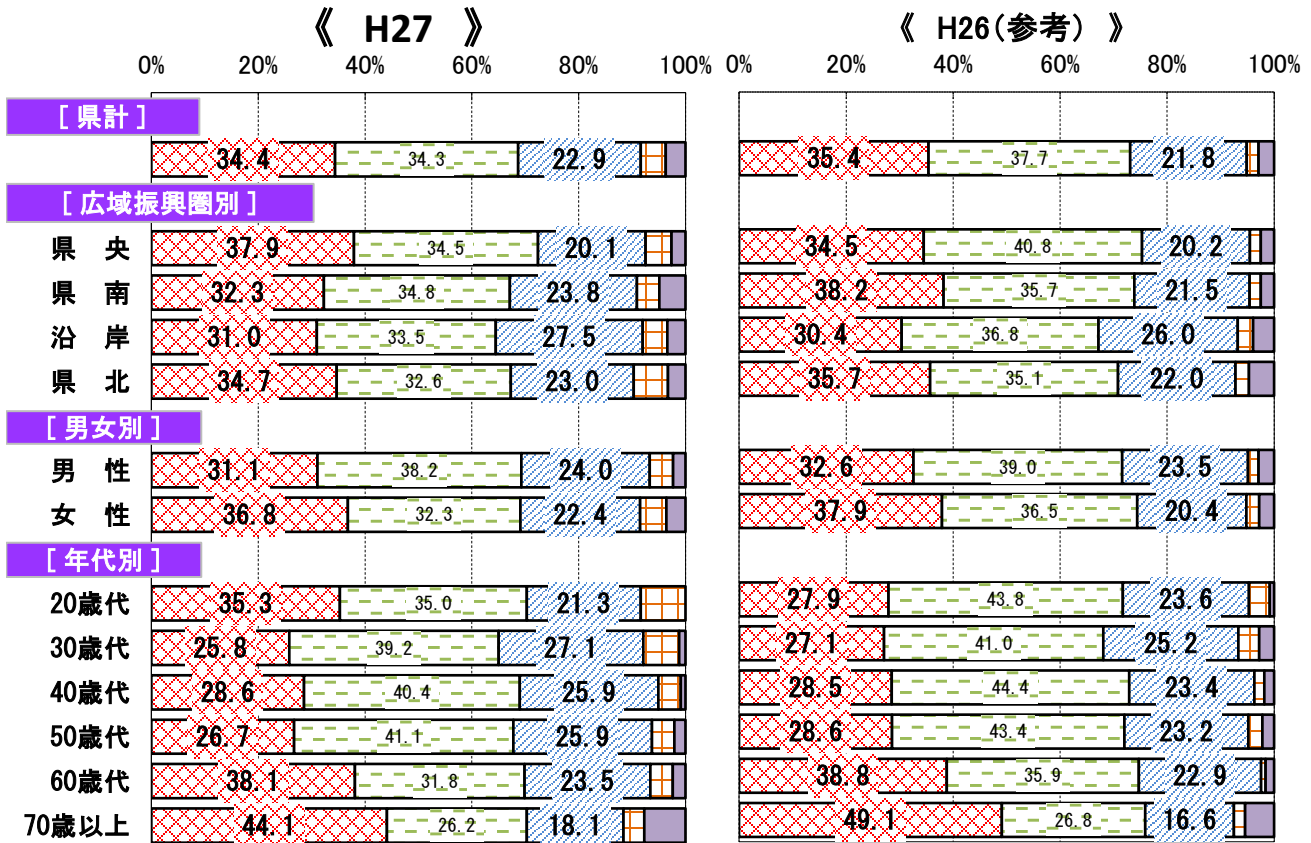 《 H27 》 《 H26(参考) 》
0% 20% 40% 60% 80% 100% 0% 20% 40% 60% 80% 100%
[ 県計 ]
34.4 34.3 22.9 35.4 37.7 21.8
[ 広域振興圏別 ]
県 央 37.9 34.5 20.1 34.5 40.8 20.2
県 南 32.3 34.8 23.8 38.2 35.7 21.5
沿 岸 31.0 33.5 27.5 30.4 36.8 26.0
県 北 34.7 32.6 23.0 35.7 35.1 22.0
[ 男女別 ]
男 性 31.1 38.2 24.0 32.6 39.0 23.5
女 性 36.8 32.3 22.4 37.9 36.5 20.4
[ 年代別 ]
20歳代 35.3 35.0 21.3 27.9 43.8 23.6
30歳代 25.8 39.2 27.1 27.1 41.0 25.2
40歳代 28.6 40.4 25.9 28.5 44.4 23.4
50歳代 26.7 41.1 25.9 28.6 43.4 23.2
60歳代 38.1 31.8 23.5 38.8 35.9 22.9
70歳以上 44.1 26.2 18.1 49.1 26.8 16.6